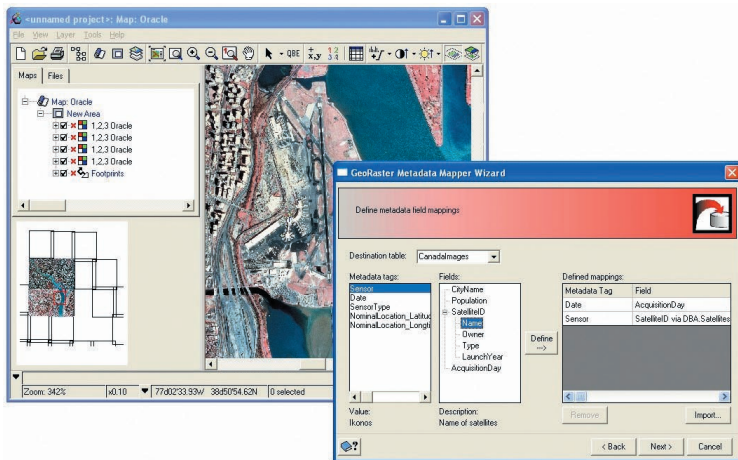 <unnamed project>: Map: Oracle
File View Layer Tools Help
QBE x,y 1 2 3 4
Maps Files
Map: Oracle
New Area
1,2,3 Oracle
1,2,3 Oracle
1,2,3 Oracle
1,2,3 Oracle
Footprints
Zoom: 342% x0.10 77d02'33.93W 38d50'54.62N 0 selected
GeoRaster Metadata Mapper Wizard
Define metadata field mappings
Destination table: CanadaImages
Metadata tags: Fields: Defined mappings:
Sensor
Date
SensorType
NominalLocation_Latituc
NominalLocation_Longti
CityName
Population
SatelliteID
Name
Owner
Type
LaunchYear
AcquisitionDay
Define
--->
Metadata Tag Field
Date AcquisitionDay
Sensor SatelliteID via DBA.Satellites
Value: Description:
Ikonos Name of satellites
Remove Import...
?
< Back Next > Cancel